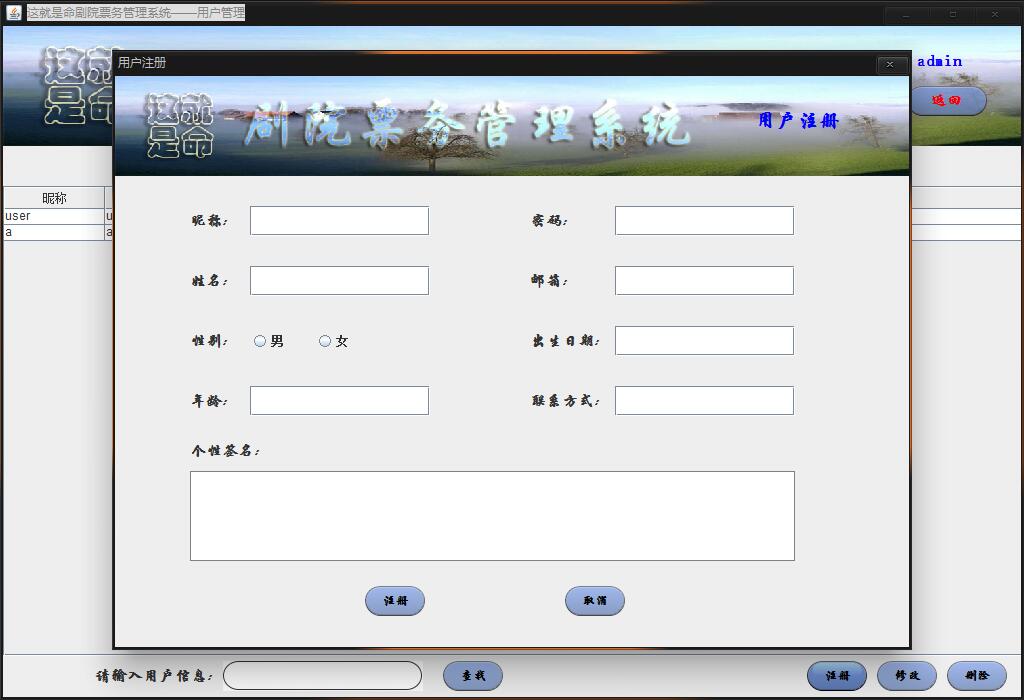 这就是命剧院票务管理系统——用户管理
这就
是命
admin
返回
昵称
user
a
用户注册
这就
是命
剧院票务管理系统
用户注册
昵称：
密码：
姓名：
邮箱：
性别： 男 女
出生日期：
年龄：
联系方式：
个性签名：
注册 取消
请输入用户信息： 查找 注册 修改 删除